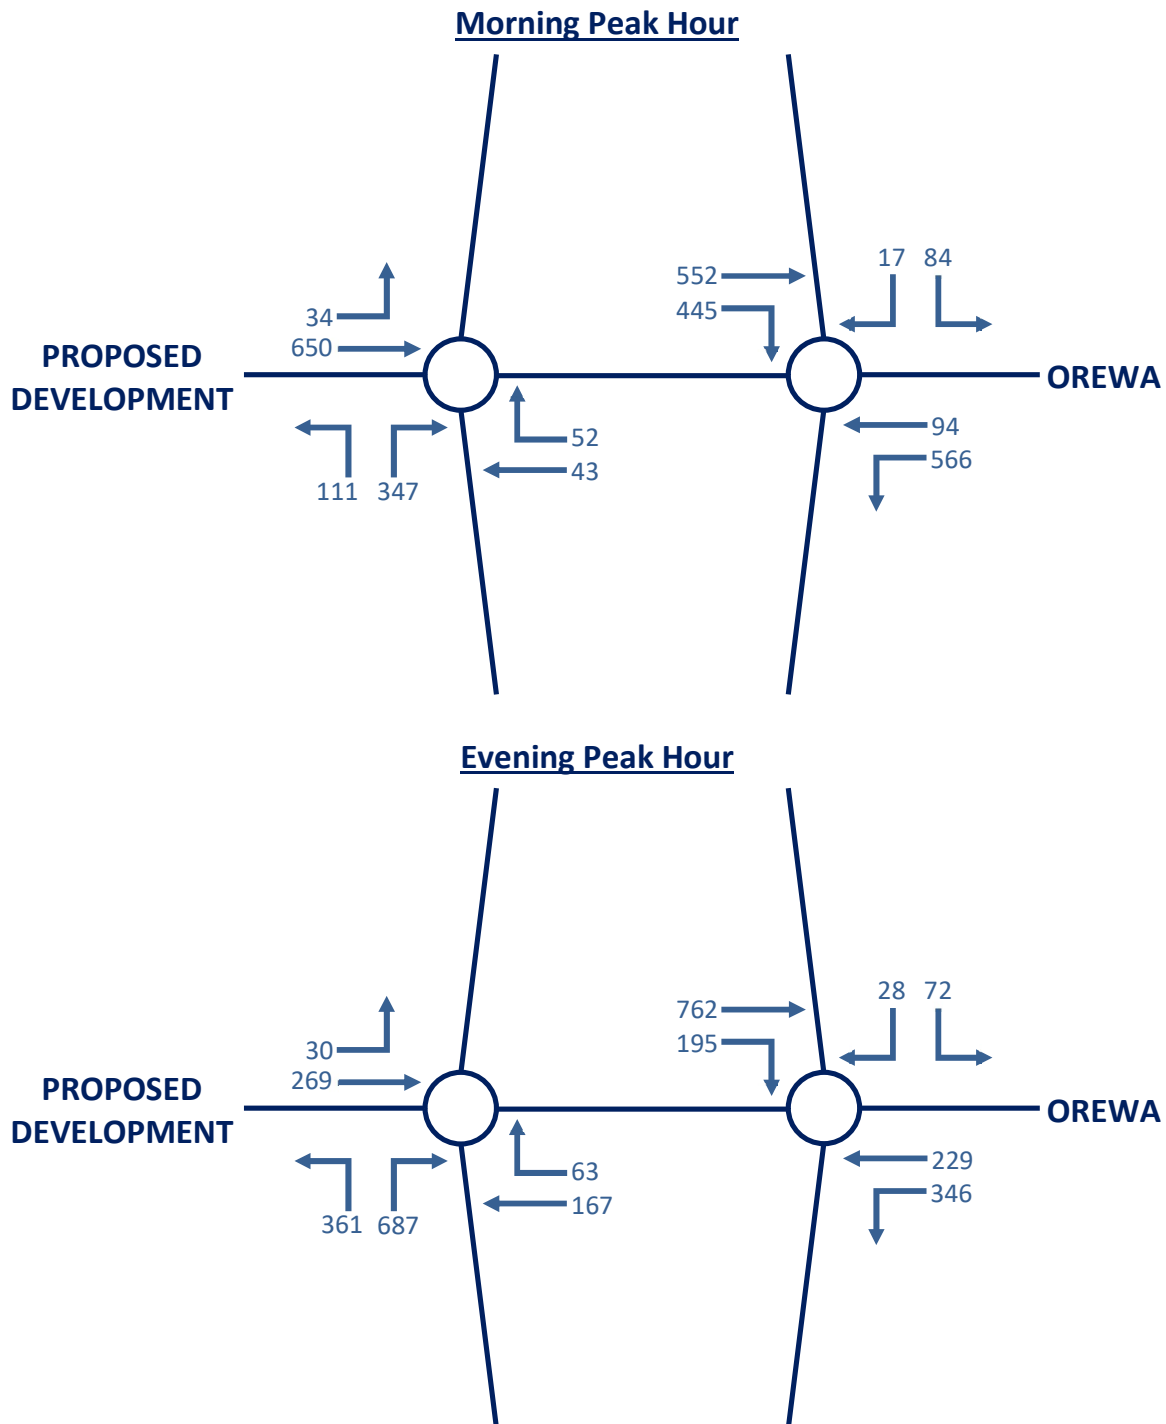 Morning Peak Hour
17 84
552
34
445
650
PROPOSED
DEVELOPMENT
OREWA
94
52
566
43
111 347
Evening Peak Hour
28 72
762
30
195
269
PROPOSED
DEVELOPMENT
OREWA
229
63
346
167
361 687